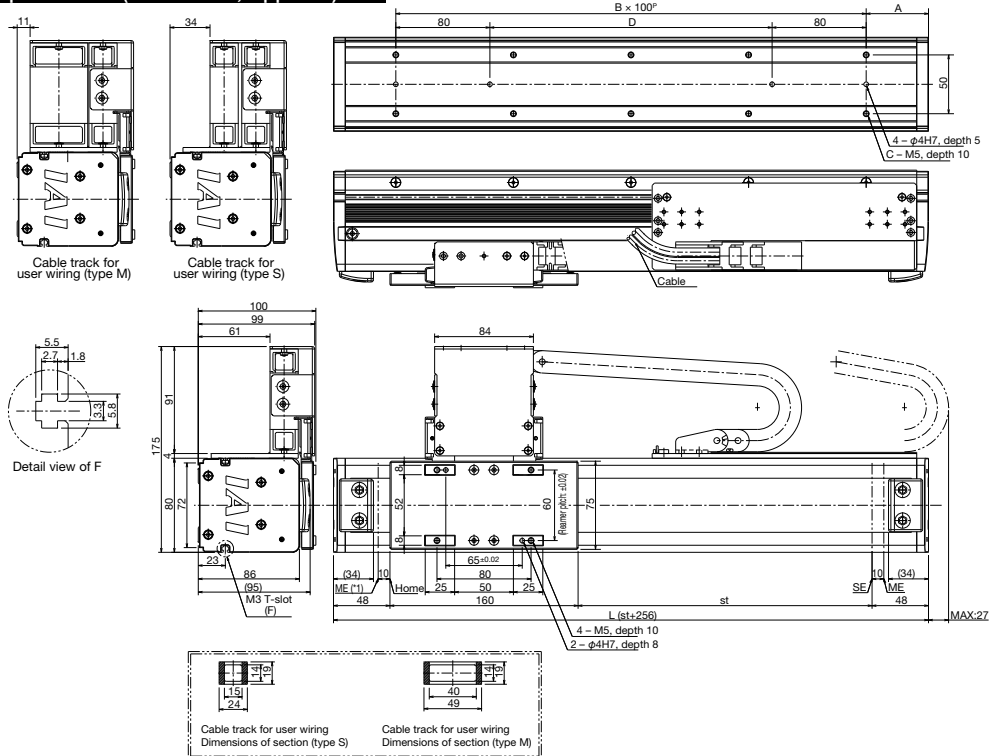 11
34
B × 100ᴾ
A
80
D
80
50
4 – φ4H7, depth 5
C – M5, depth 10
IAI
IAI
Cable track for
user wiring (type M)
Cable track for
user wiring (type S)
Cable
100
99
61
84
5.5
2.7
1.8
3.3
5.8
Detail view of F
175
91
4
80
72
IAI
8
52
8
60
(Reamer pitch: ±0.02)
75
65±0.02
23
86
(95)
M3 T-slot
(F)
(34)
10
ME (*1)
Home
80
25
50
25
10
(34)
SE
ME
48
160
st
48
L (st+256)
MAX:27
4 – M5, depth 10
2 – φ4H7, depth 8
14
19
15
24
14
19
40
49
Cable track for user wiring
Dimensions of section (type S)
Cable track for user wiring
Dimensions of section (type M)